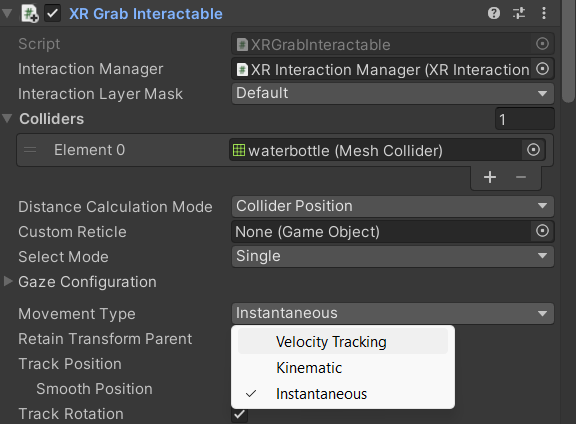 XR Grab Interactable
Script
XRGrabInteractable
Interaction Manager
XR Interaction Manager (XR Interaction
Interaction Layer Mask
Default
Colliders
1
Element 0
waterbottle (Mesh Collider)
+ −
Distance Calculation Mode
Collider Position
Custom Reticle
None (Game Object)
Select Mode
Single
Gaze Configuration
Movement Type
Instantaneous
Retain Transform Parent
Velocity Tracking
Track Position
Kinematic
Smooth Position
Instantaneous
Track Rotation